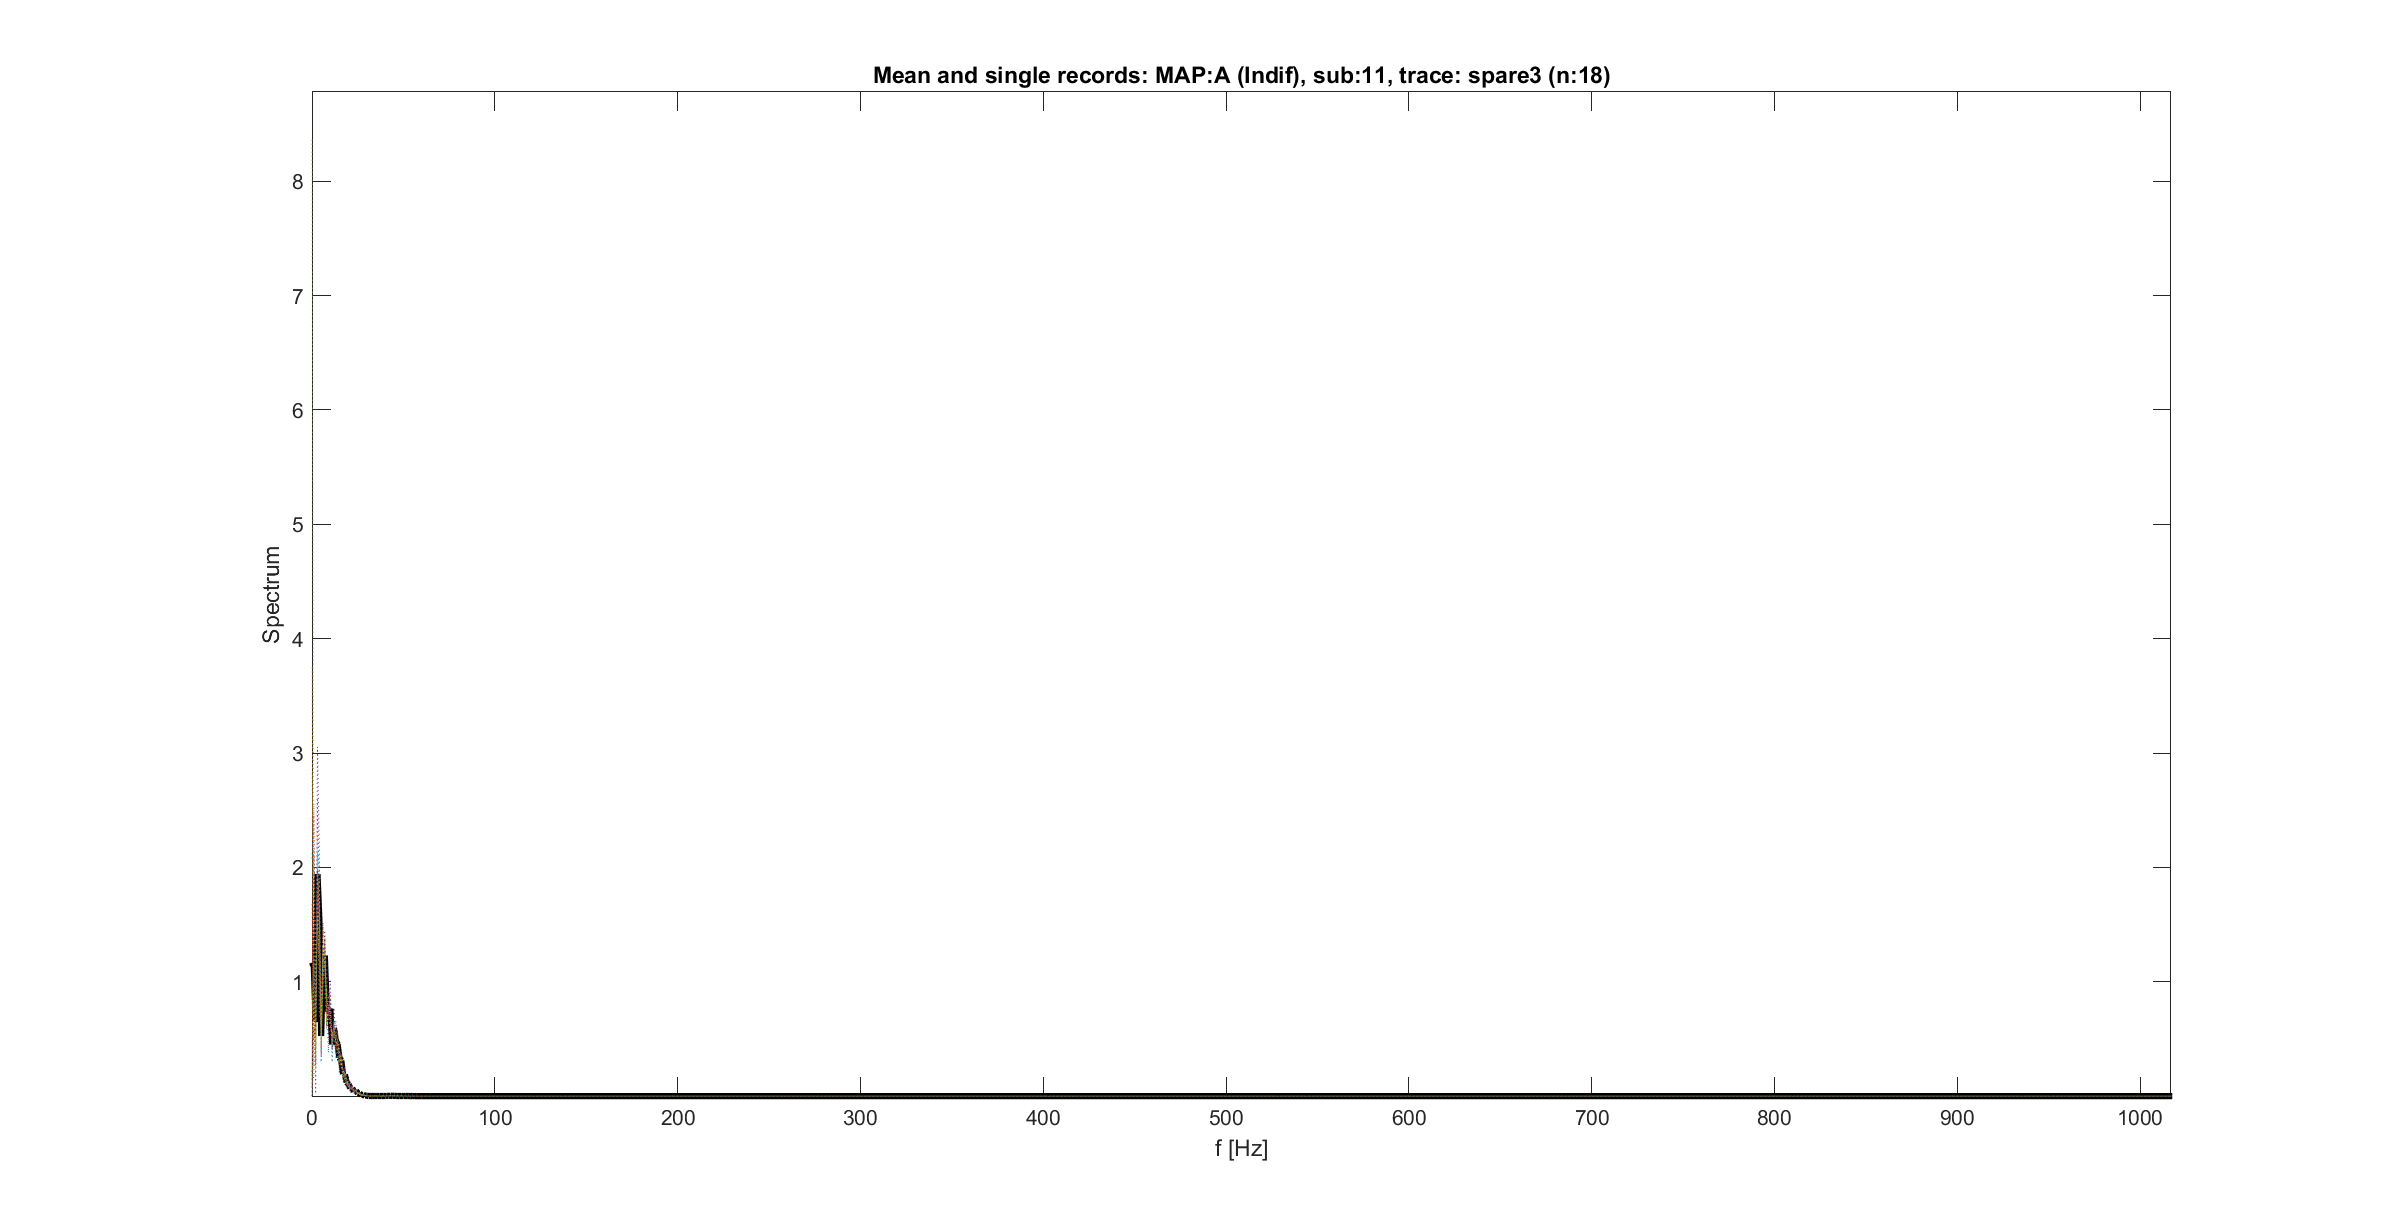 Mean and single records: MAP:A (Indif), sub:11, trace: spare3 (n:18)
8
7
6
5
4
3
2
1
Spectrum
0 100 200 300 400 500 600 700 800 900 1000
f [Hz]